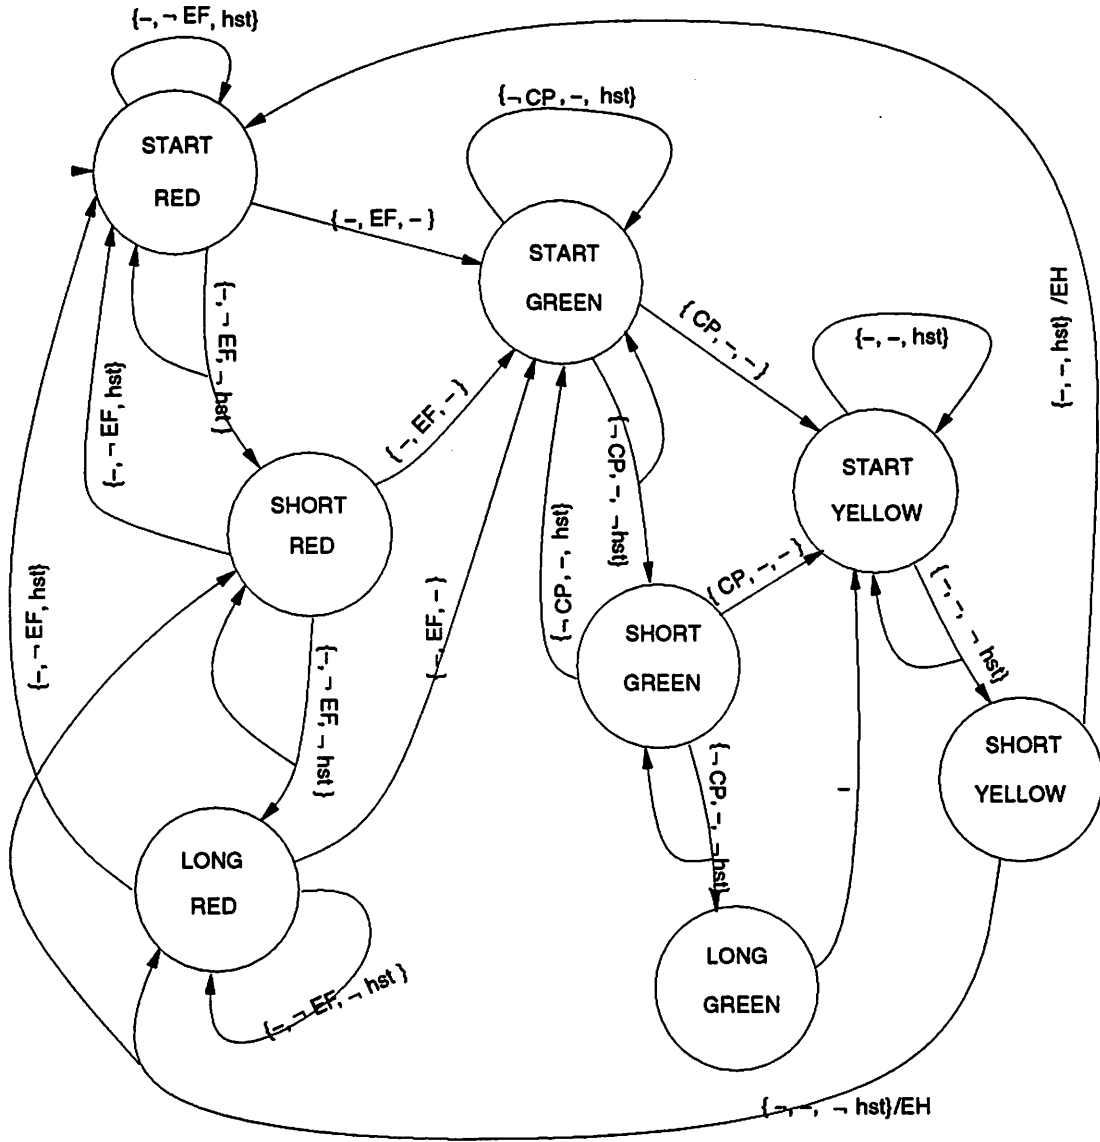 {–, ¬ EF, hst}
{¬ CP, –, hst}
START
RED
{–, EF, –}
START
GREEN
{–, ¬ EF, ¬ hst}
{CP, –, –}
{–, –, hst} /EH
{–, –, hst}
{–, ¬ EF, hst}
{–, EF, –}
{¬ CP, –, ¬hst}
START
YELLOW
SHORT
RED
{¬ CP, –, hst}
{CP, –, –}
{–, –, ¬ hst}
{–, ¬ EF, hst}
{–, EF, –}
SHORT
GREEN
{–, ¬ EF, ¬ hst}
SHORT
YELLOW
{¬ CP, –, ¬hst}
–
LONG
RED
LONG
GREEN
{–, ¬ EF, ¬ hst}
{–, –, ¬ hst}/EH